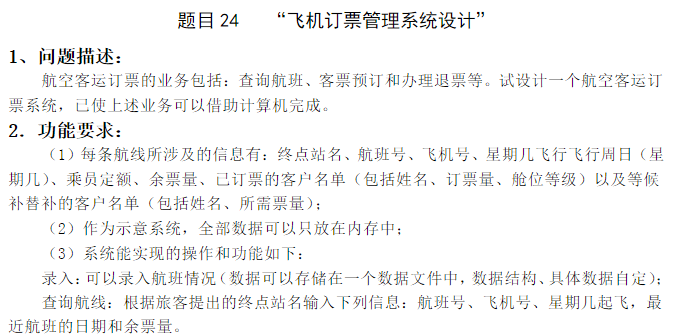 题目24 “飞机订票管理系统设计”
1、问题描述：
航空客运订票的业务包括：查询航班、客票预订和办理退票等。试设计一个航空客运订
票系统，已使上述业务可以借助计算机完成。
2．功能要求：
（1）每条航线所涉及的信息有：终点站名、航班号、飞机号、星期几飞行飞行周日（星
期几）、乘员定额、余票量、已订票的客户名单（包括姓名、订票量、舱位等级）以及等候
补替补的客户名单（包括姓名、所需票量）；
（2）作为示意系统，全部数据可以只放在内存中；
（3）系统能实现的操作和功能如下：
录入：可以录入航班情况（数据可以存储在一个数据文件中，数据结构、具体数据自定）；
查询航线：根据旅客提出的终点站名输入下列信息：航班号、飞机号、星期几起飞，最
近航班的日期和余票量。